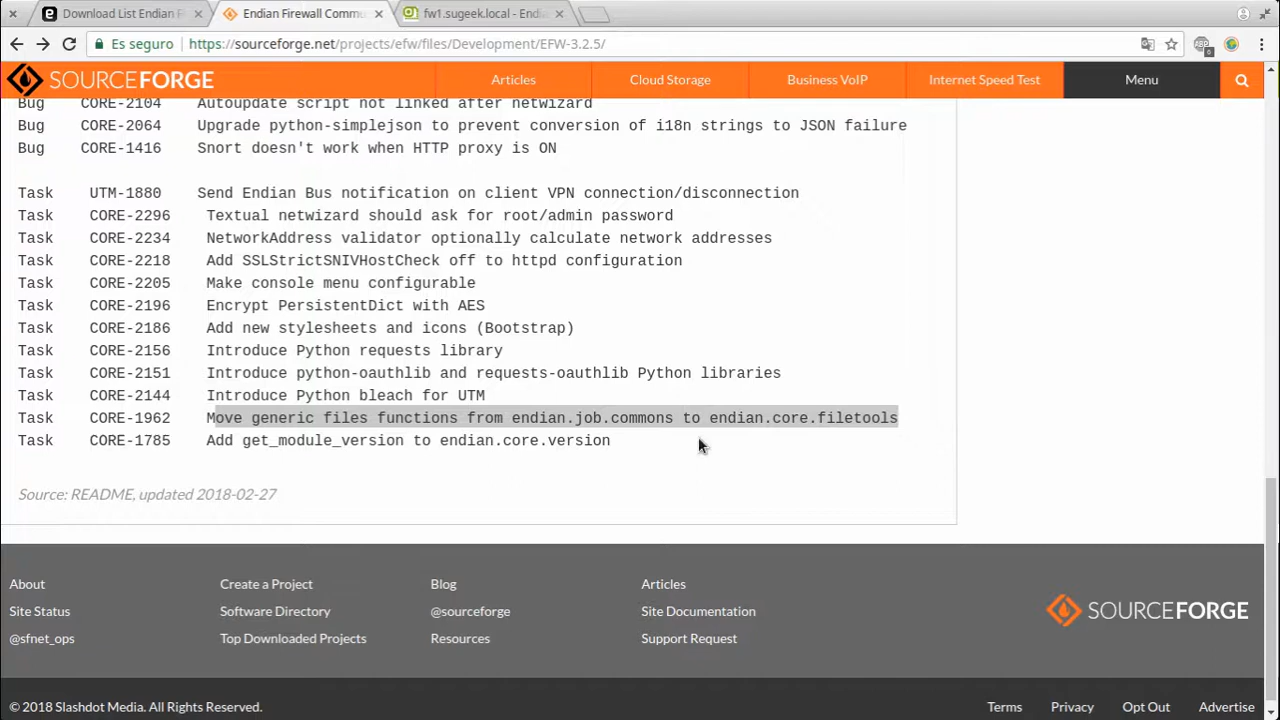 Download List Endian Fi
Endian Firewall Commu
fw1.sugeek.local - Endi
Es seguro
https://sourceforge.net/projects/efw/files/Development/EFW-3.2.5/
SOURCEFORGE
Articles
Cloud Storage
Business VoIP
Internet Speed Test
Menu
Bug CORE-2104 Autoupdate script not linked after netwizard
Bug CORE-2064 Upgrade python-simplejson to prevent conversion of i18n strings to JSON failure
Bug CORE-1416 Snort doesn't work when HTTP proxy is ON
Task UTM-1880 Send Endian Bus notification on client VPN connection/disconnection
Task CORE-2296 Textual netwizard should ask for root/admin password
Task CORE-2234 NetworkAddress validator optionally calculate network addresses
Task CORE-2218 Add SSLStrictSNIVHostCheck off to httpd configuration
Task CORE-2205 Make console menu configurable
Task CORE-2196 Encrypt PersistentDict with AES
Task CORE-2186 Add new stylesheets and icons (Bootstrap)
Task CORE-2156 Introduce Python requests library
Task CORE-2151 Introduce python-oauthlib and requests-oauthlib Python libraries
Task CORE-2144 Introduce Python bleach for UTM
Task CORE-1962 Move generic files functions from endian.job.commons to endian.core.filetools
Task CORE-1785 Add get_module_version to endian.core.version
Source: README, updated 2018-02-27
About
Site Status
@sfnet_ops
Create a Project
Software Directory
Top Downloaded Projects
Blog
@sourceforge
Resources
Articles
Site Documentation
Support Request
SOURCEFORGE
© 2018 Slashdot Media. All Rights Reserved.
Terms
Privacy
Opt Out
Advertise